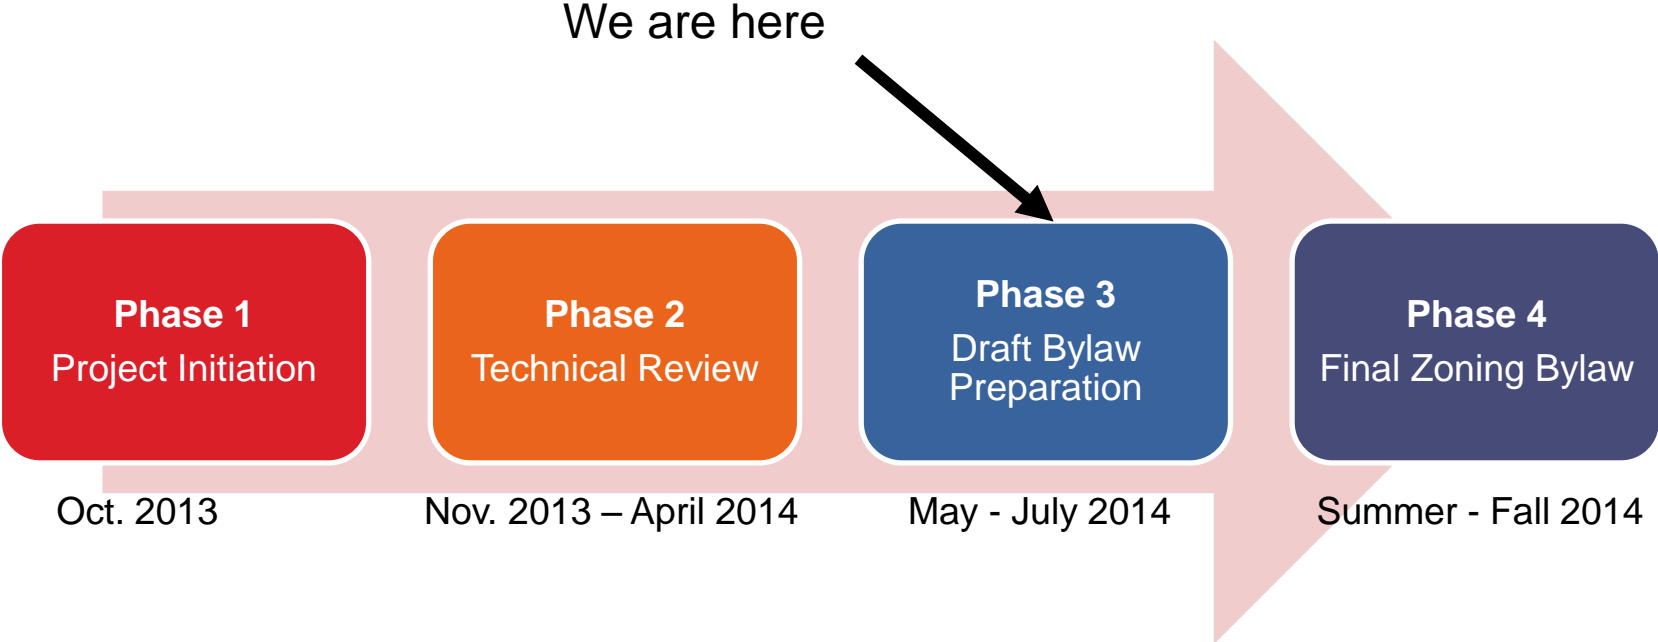 We are here
Phase 1
Project Initiation
Phase 2
Technical Review
Phase 3
Draft Bylaw
Preparation
Phase 4
Final Zoning Bylaw
Oct. 2013
Nov. 2013 – April 2014
May - July 2014
Summer - Fall 2014